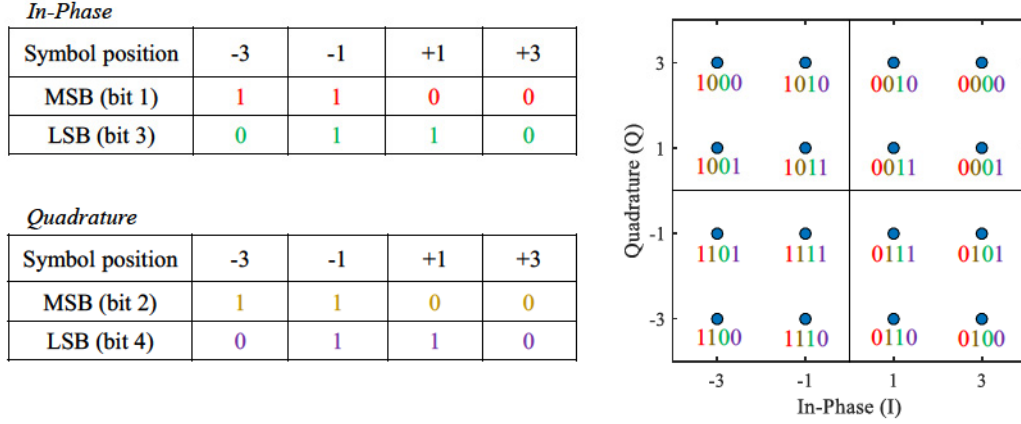 In-Phase
Symbol position -3 -1 +1 +3
MSB (bit 1) 1 1 0 0
LSB (bit 3) 0 1 1 0
Quadrature
Symbol position -3 -1 +1 +3
MSB (bit 2) 1 1 0 0
LSB (bit 4) 0 1 1 0
Quadrature (Q)
3
1000 1010 0010 0000
1
1001 1011 0011 0001
-1
1101 1111 0111 0101
-3
1100 1110 0110 0100
-3 -1 1 3
In-Phase (I)